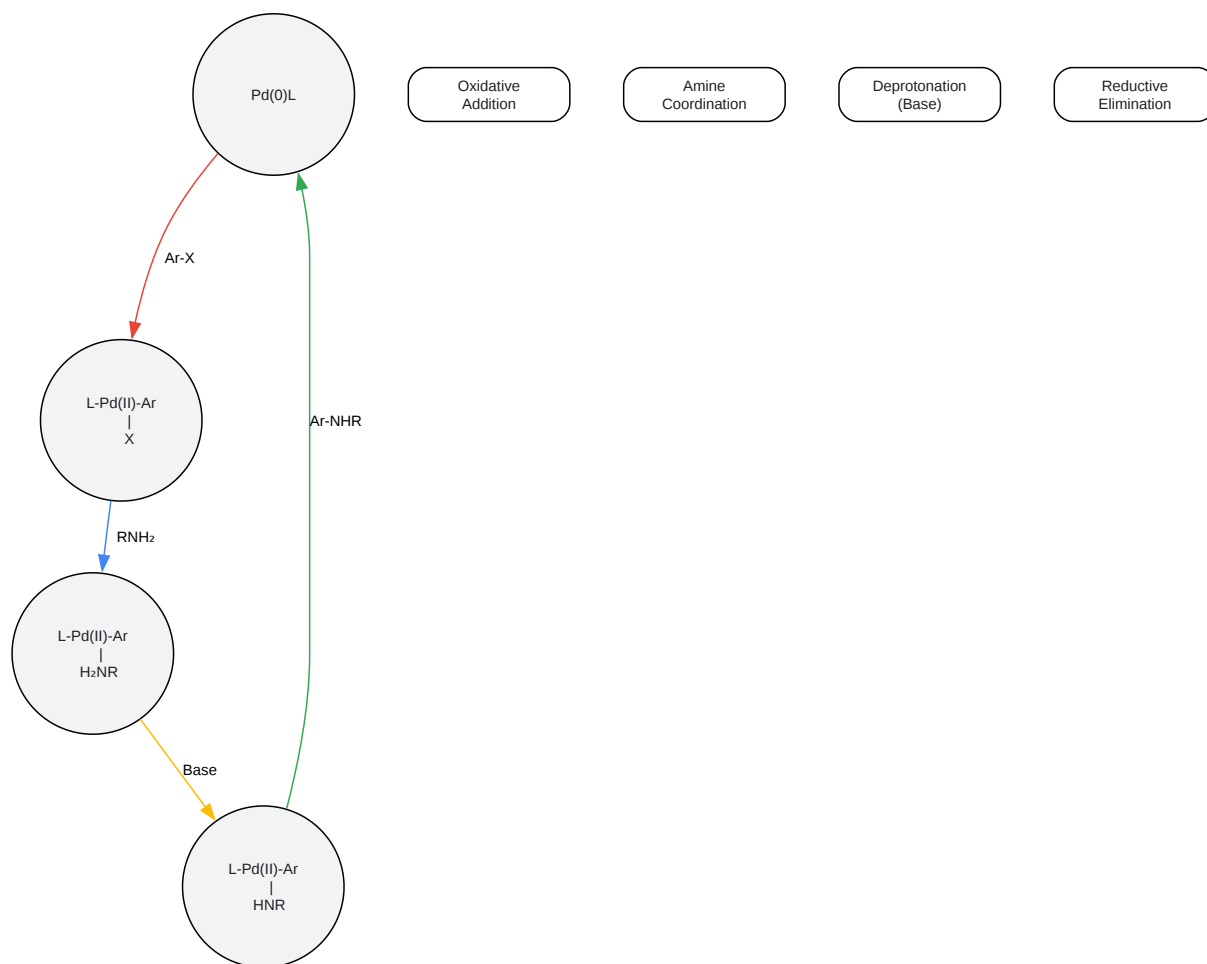 Pd(0)L
Oxidative
Addition
Amine
Coordination
Deprotonation
(Base)
Reductive
Elimination
Ar-X
L-Pd(II)-Ar
|
X
Ar-NHR
RNH₂
L-Pd(II)-Ar
|
H₂NR
Base
L-Pd(II)-Ar
|
HNR